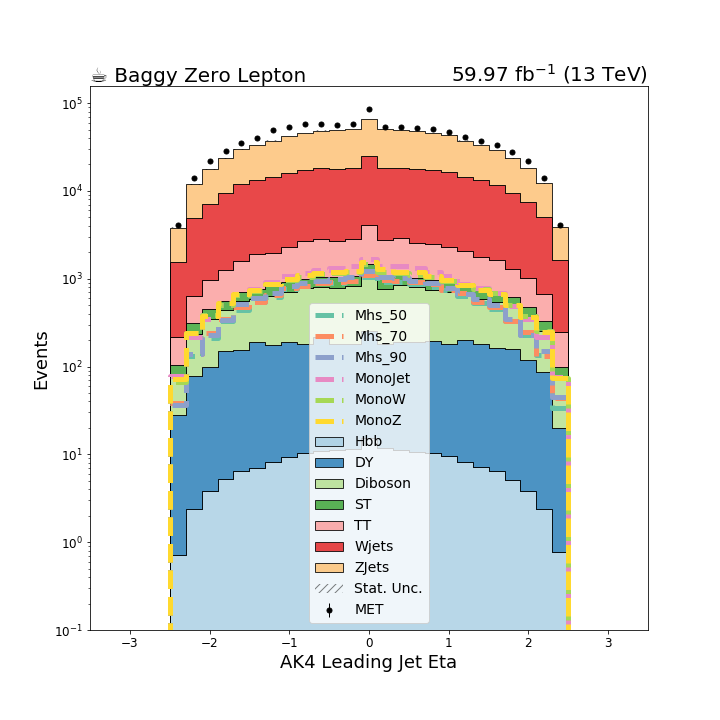 ☕ Baggy Zero Lepton
59.97 fb⁻¹ (13 TeV)
Events
10⁵
10⁴
10³
10²
10¹
10⁰
10⁻¹
Mhs_50
Mhs_70
Mhs_90
MonoJet
MonoW
MonoZ
Hbb
DY
Diboson
ST
TT
Wjets
ZJets
Stat. Unc.
MET
−3 −2 −1 0 1 2 3
AK4 Leading Jet Eta